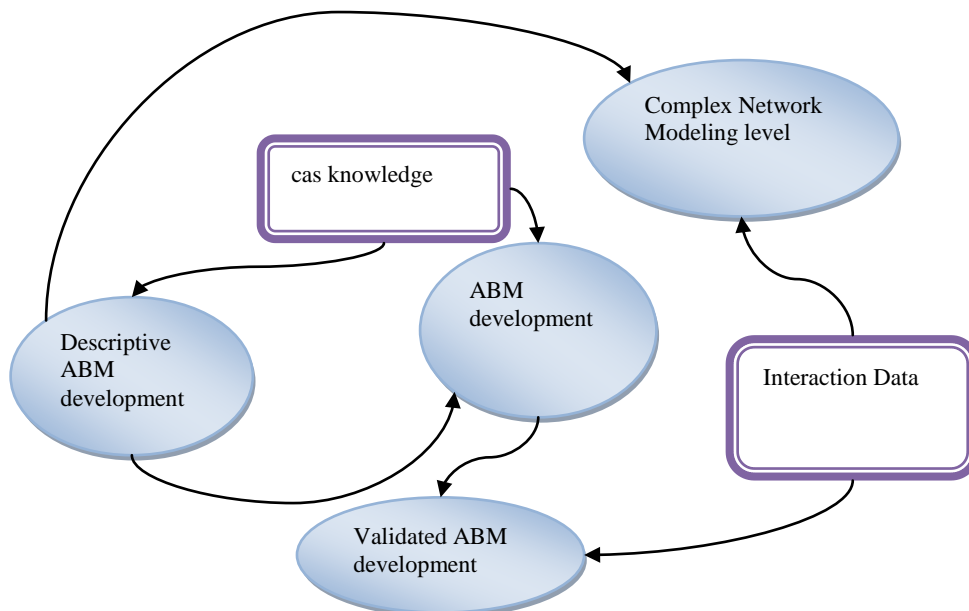 Complex Network
Modeling level
cas knowledge
ABM
development
Descriptive
ABM
development
Interaction Data
Validated ABM
development